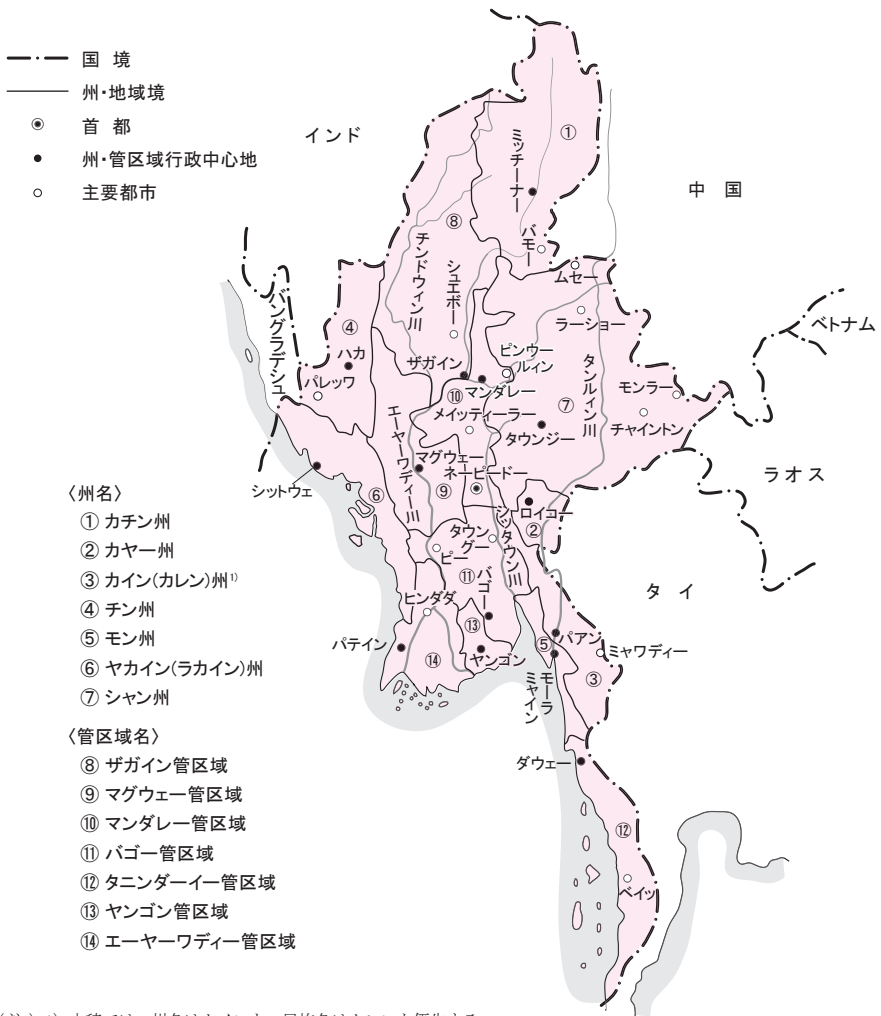 国 境
州・地域境
首 都
州・管区域行政中心地
主要都市
インド
中 国
ベトナム
ラオス
タ イ
バングラデシュ
①
ミッチーナー
バモー
⑧
チンドウィン川
シュエボー
ムセー
ラーショー
ピンウー
ルィン
タンルィン川
モンラー
チャイントン
④
ハカ
パレッワ
ザガイン
マンダレー
⑩
メイッティーラー
⑦
タウンジー
エーヤーワディー川
マグウェー
ネーピードー
⑨
シットウェ
⑥
ローイコー
②
シッタウン川
タウン
グー
ピー
⑪
バゴー
ヒンダダ
⑬
パテイン
⑭
ヤンゴン
⑤
パアン
ミャワディー
③
モーラ
ミャイン
ダウェー
⑫
ベイッ
〈州名〉
① カチン州
② カヤー州
③ カイン(カレン)州¹⁾
④ チン州
⑤ モン州
⑥ ヤカイン(ラカイン)州
⑦ シャン州
〈管区域名〉
⑧ ザガイン管区域
⑨ マグウェー管区域
⑩ マンダレー管区域
⑪ バゴー管区域
⑫ タニンダーイー管区域
⑬ ヤンゴン管区域
⑭ エーヤーワディー管区域